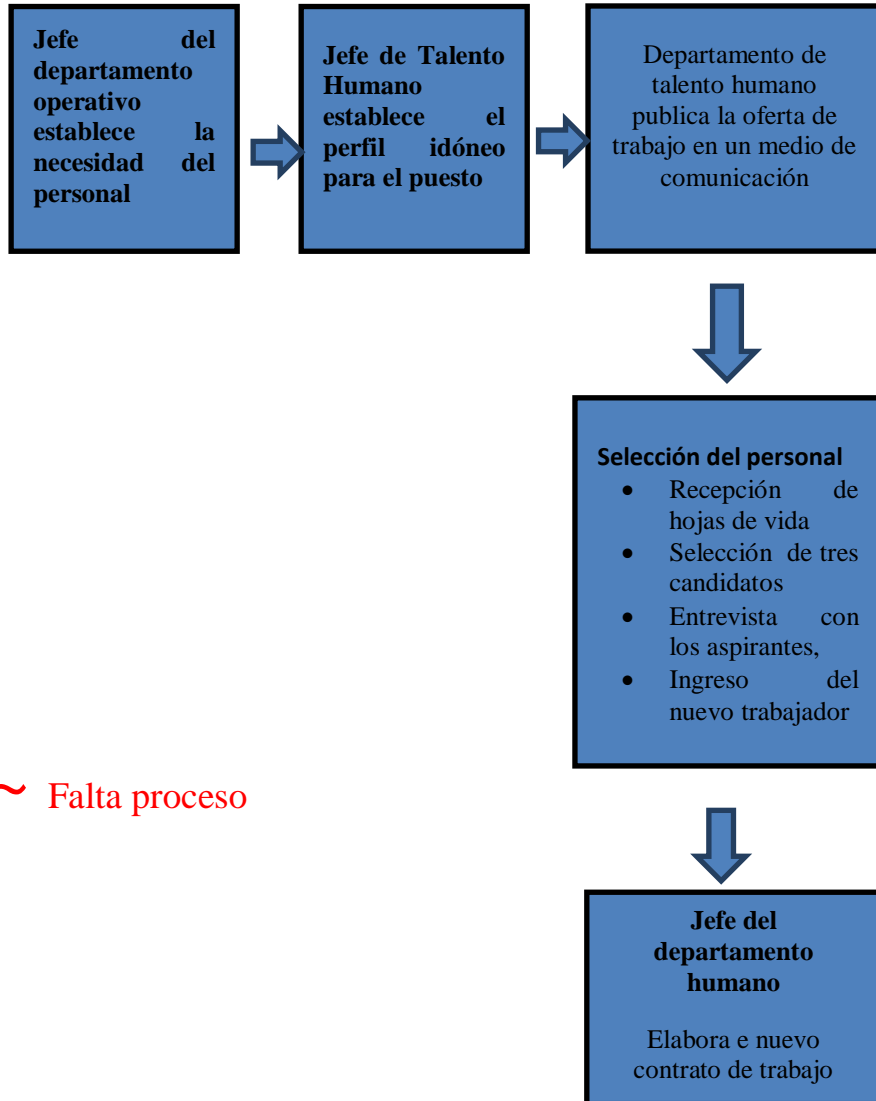 Jefe del
departamento
operativo
establece la
necesidad del
personal
Jefe de Talento
Humano
establece el
perfil idóneo
para el puesto
Departamento de
talento humano
publica la oferta de
trabajo en un medio de
comunicación
Selección del personal
• Recepción de
hojas de vida
• Selección de tres
candidatos
• Entrevista con
los aspirantes,
• Ingreso del
nuevo trabajador
~ Falta proceso
Jefe del
departamento
humano
Elabora e nuevo
contrato de trabajo